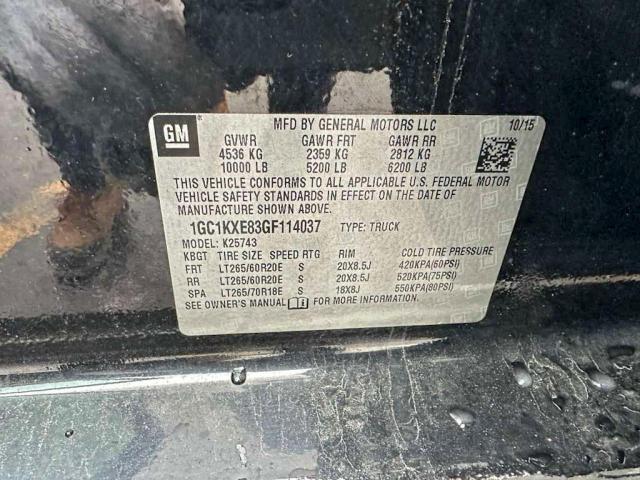 GM
MFD BY GENERAL MOTORS LLC 10/15
GVWR GAWR FRT GAWR RR
4536 KG 2359 KG 2812 KG
10000 LB 5200 LB 6200 LB
THIS VEHICLE CONFORMS TO ALL APPLICABLE U.S. FEDERAL MOTOR
VEHICLE SAFETY STANDARDS IN EFFECT ON THE DATE OF
MANUFACTURE SHOWN ABOVE.
1GC1KXE83GF114037 TYPE: TRUCK
MODEL: K25743
KBGT TIRE SIZE SPEED RTG RIM COLD TIRE PRESSURE
FRT LT265/60R20E S 20X8.5J 420KPA(60PSI)
RR LT265/60R20E S 20X8.5J 520KPA(75PSI)
SPA LT265/70R18E S 18X8J 550KPA(80PSI)
SEE OWNER'S MANUAL FOR MORE INFORMATION.